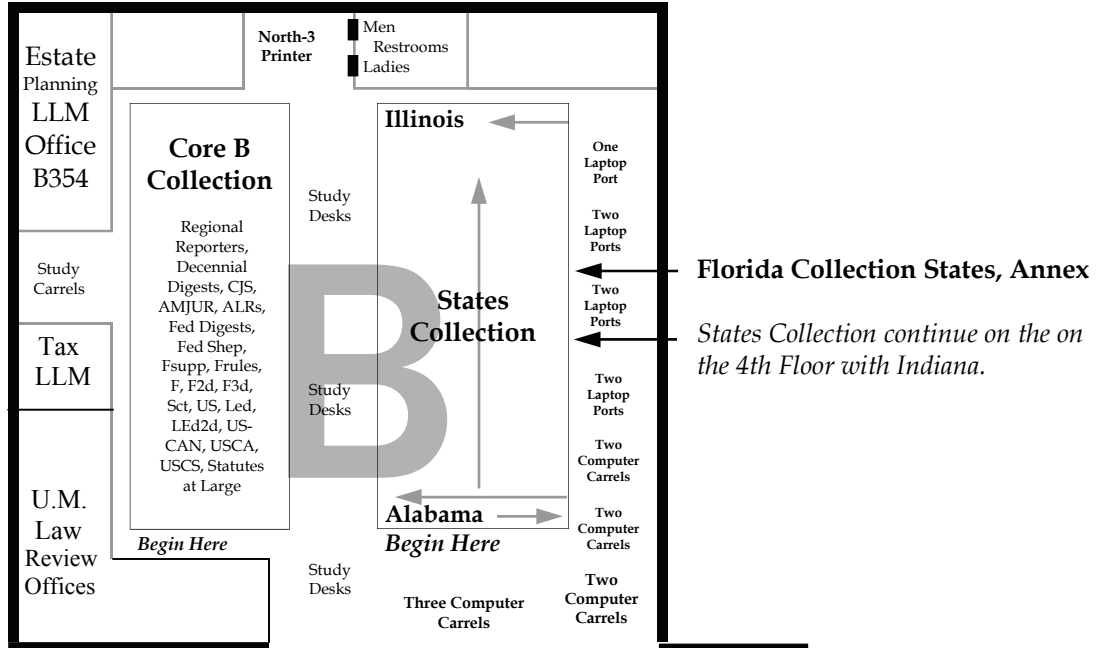 Estate
Planning
LLM
Office
B354
North-3
Printer
Men
Restrooms
Ladies
Study
Carrels
Tax
LLM
U.M.
Law
Review
Offices
Core B
Collection
Regional
Reporters,
Decennial
Digests, CJS,
AMJUR, ALRs,
Fed Digests,
Fed Shep,
Fsupp, Frules,
F, F2d, F3d,
Sct, US, Led,
LEd2d, US-
CAN, USCA,
USCS, Statutes
at Large
Begin Here
Study
Desks
B
Study
Desks
Study
Desks
Illinois
States
Collection
Alabama
Begin Here
Three Computer
Carrels
One
Laptop
Port
Two
Laptop
Ports
Two
Laptop
Ports
Two
Laptop
Ports
Two
Computer
Carrels
Two
Computer
Carrels
Two
Computer
Carrels
Florida Collection States, Annex
States Collection continue on the on
the 4th Floor with Indiana.